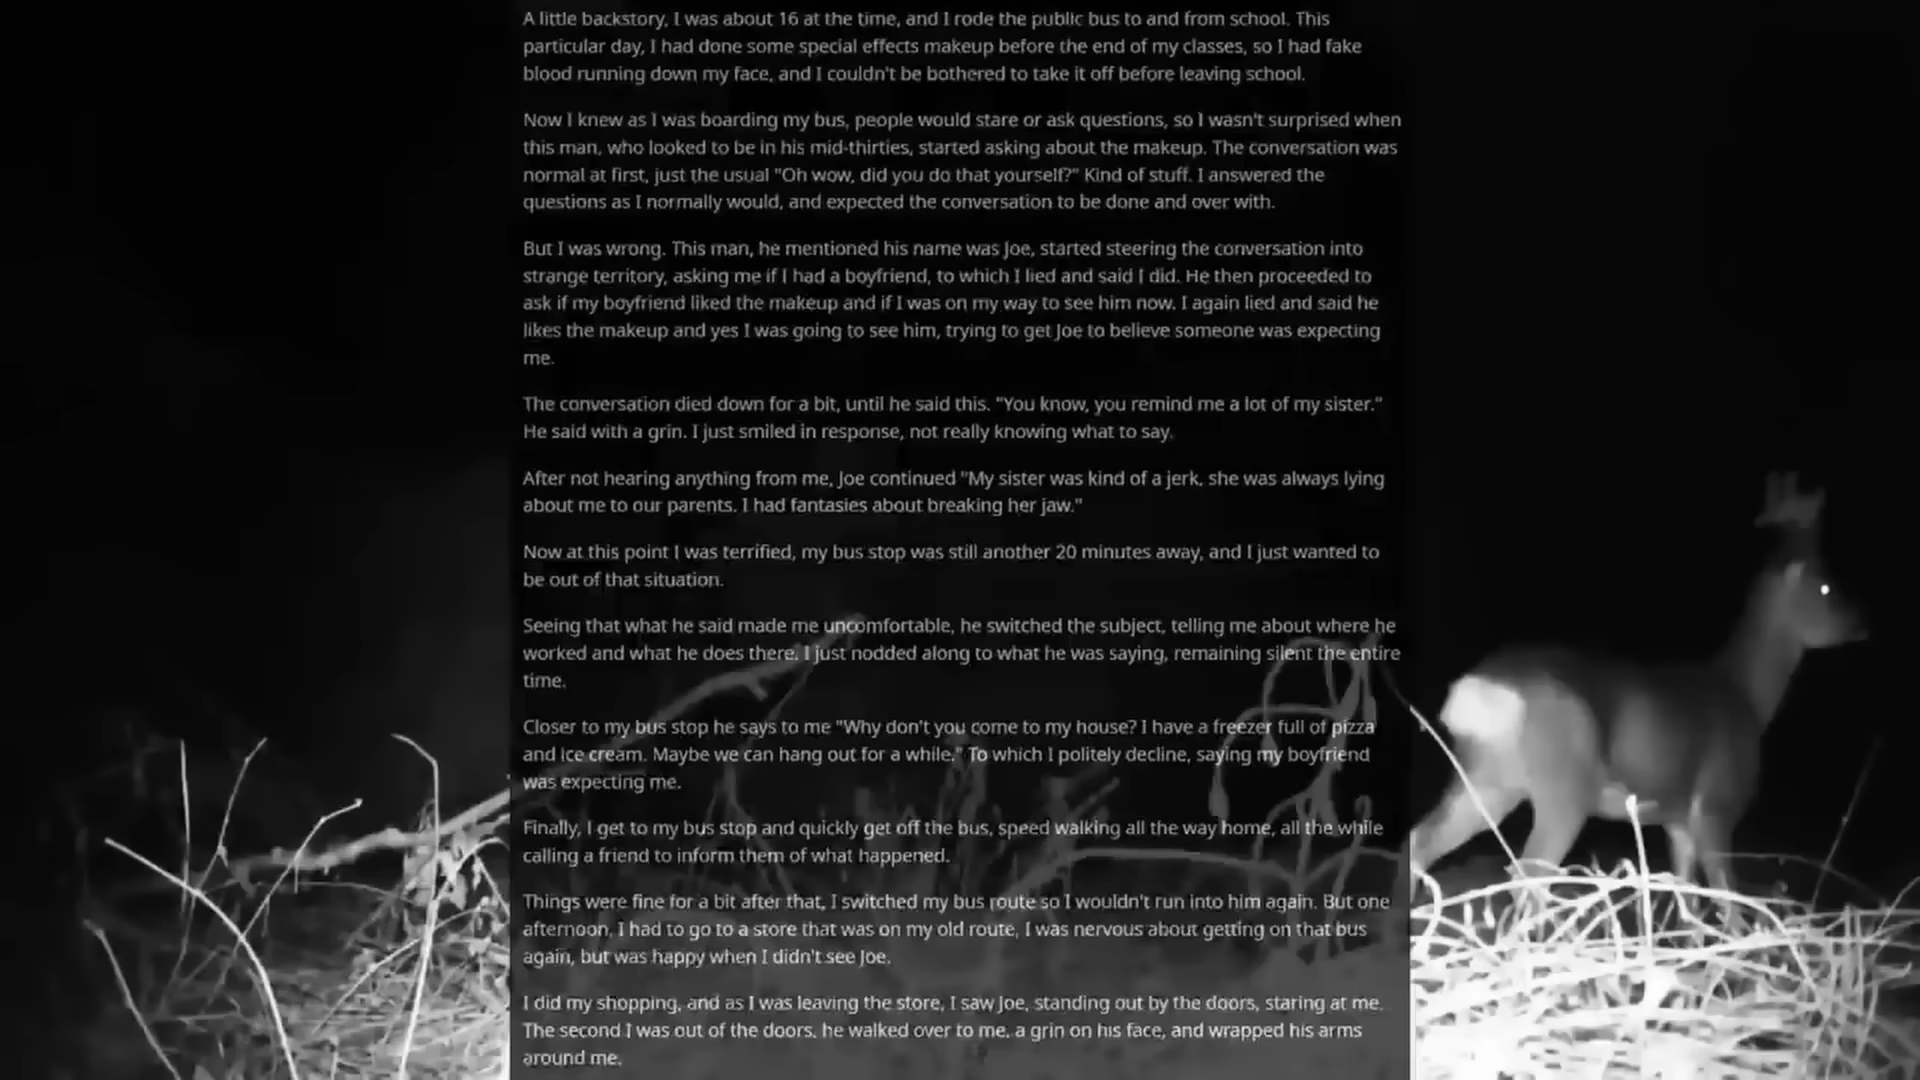 A little backstory, I was about 16 at the time, and I rode the public bus to and from school. This
particular day, I had done some special effects makeup before the end of my classes, so I had fake
blood running down my face, and I couldn't be bothered to take it off before leaving school.
Now I knew as I was boarding my bus, people would stare or ask questions, so I wasn't surprised when
this man, who looked to be in his mid-thirties, started asking about the makeup. The conversation was
normal at first, just the usual "Oh wow, did you do that yourself?" Kind of stuff. I answered the
questions as I normally would, and expected the conversation to be done and over with.
But I was wrong. This man, he mentioned his name was Joe, started steering the conversation into
strange territory, asking me if I had a boyfriend, to which I lied and said I did. He then proceeded to
ask if my boyfriend liked the makeup and if I was on my way to see him now. I again lied and said he
likes the makeup and yes I was going to see him, trying to get Joe to believe someone was expecting
me.
The conversation died down for a bit, until he said this. "You know, you remind me a lot of my sister."
He said with a grin. I just smiled in response, not really knowing what to say.
After not hearing anything from me, Joe continued "My sister was kind of a jerk, she was always lying
about me to our parents. I had fantasies about breaking her jaw."
Now at this point I was terrified, my bus stop was still another 20 minutes away, and I just wanted to
be out of that situation.
Seeing that what he said made me uncomfortable, he switched the subject, telling me about where he
worked and what he does there. I just nodded along to what he was saying, remaining silent the entire
time.
Closer to my bus stop he says to me "Why don't you come to my house? I have a freezer full of pizza
and ice cream. Maybe we can hang out for a while." To which I politely decline, saying my boyfriend
was expecting me.
Finally, I get to my bus stop and quickly get off the bus, speed walking all the way home, all the while
calling a friend to inform them of what happened.
Things were fine for a bit after that, I switched my bus route so I wouldn't run into him again. But one
afternoon, I had to go to a store that was on my old route, I was nervous about getting on that bus
again, but was happy when I didn't see Joe.
I did my shopping, and as I was leaving the store, I saw Joe, standing out by the doors, staring at me.
The second I was out of the doors, he walked over to me, a grin on his face, and wrapped his arms
around me.